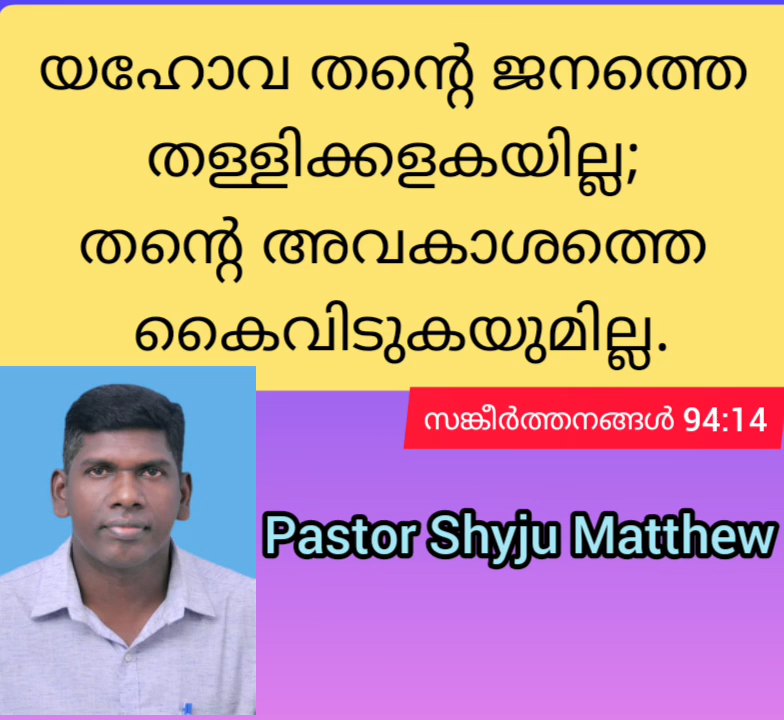 യഹോവ തന്റെ ജനത്തെ
തള്ളിക്കളകയില്ല;
തന്റെ അവകാശത്തെ
കൈവിടുകയുമില്ല.
സങ്കീർത്തനങ്ങൾ 94:14
Pastor Shyju Matthew